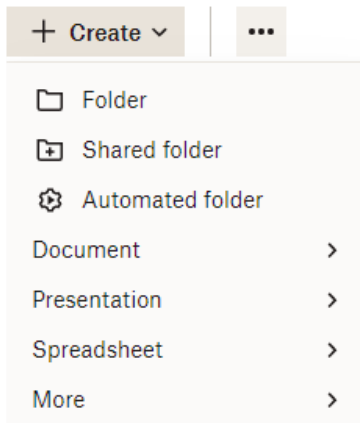 Create
Folder
Shared folder
Automated folder
Document
Presentation
Spreadsheet
More